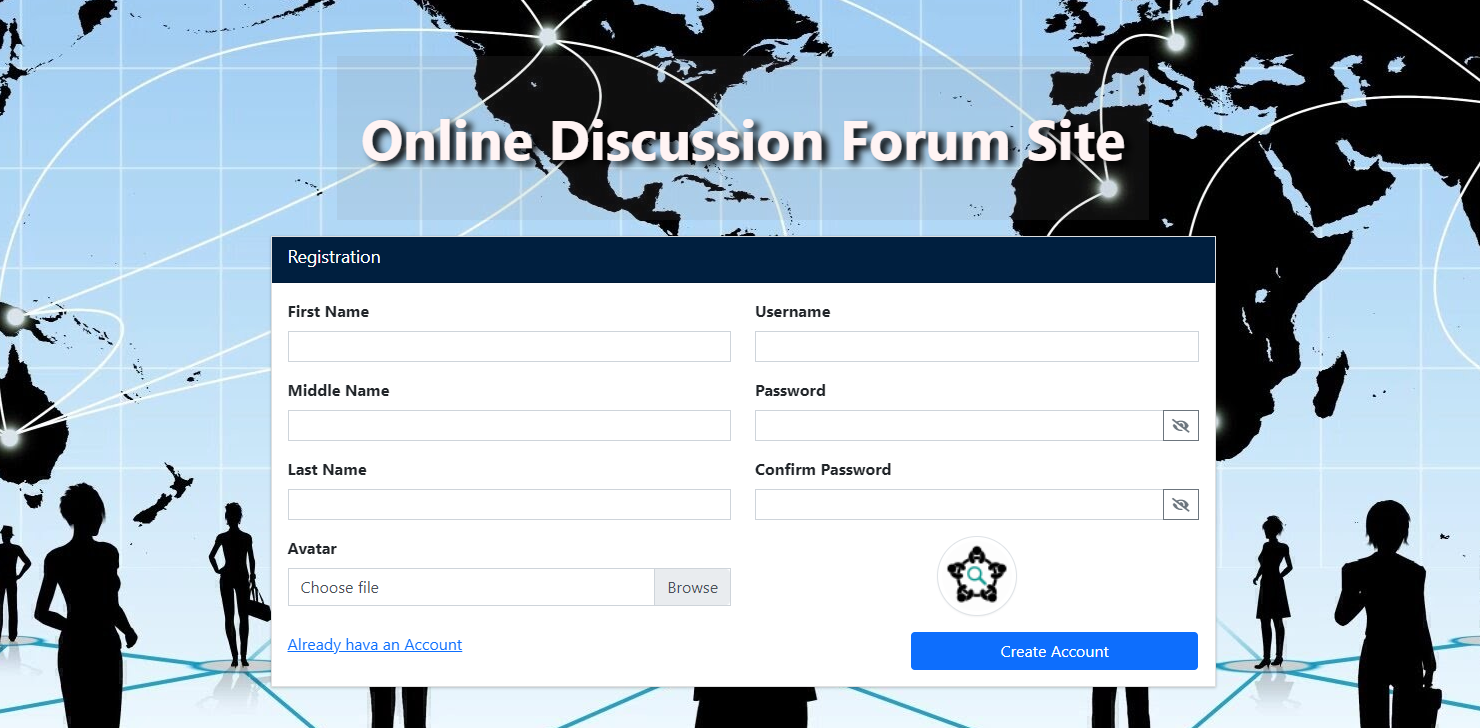 Online Discussion Forum Site
Registration
First Name
Username
Middle Name
Password
Last Name
Confirm Password
Avatar
Choose file
Browse
Already hava an Account
Create Account